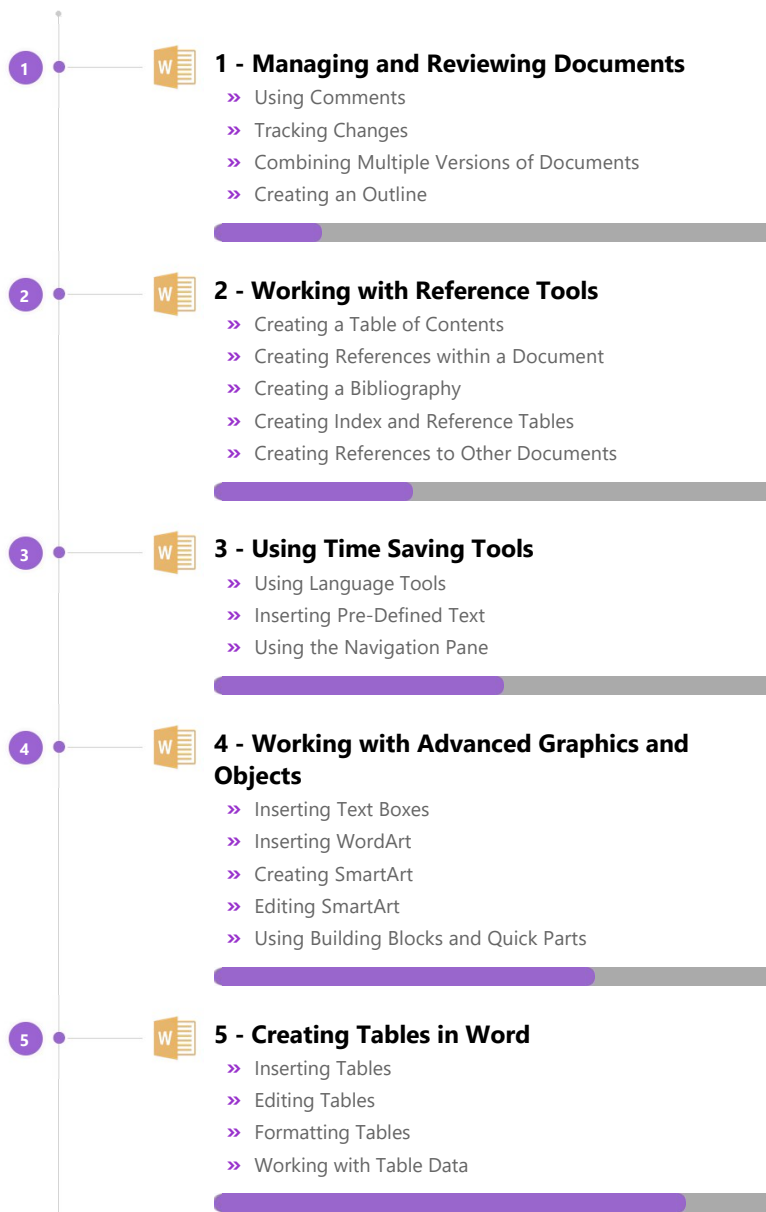 1
W
1 - Managing and Reviewing Documents
» Using Comments
» Tracking Changes
» Combining Multiple Versions of Documents
» Creating an Outline
2
W
2 - Working with Reference Tools
» Creating a Table of Contents
» Creating References within a Document
» Creating a Bibliography
» Creating Index and Reference Tables
» Creating References to Other Documents
3
W
3 - Using Time Saving Tools
» Using Language Tools
» Inserting Pre-Defined Text
» Using the Navigation Pane
4
W
4 - Working with Advanced Graphics and
Objects
» Inserting Text Boxes
» Inserting WordArt
» Creating SmartArt
» Editing SmartArt
» Using Building Blocks and Quick Parts
5
W
5 - Creating Tables in Word
» Inserting Tables
» Editing Tables
» Formatting Tables
» Working with Table Data